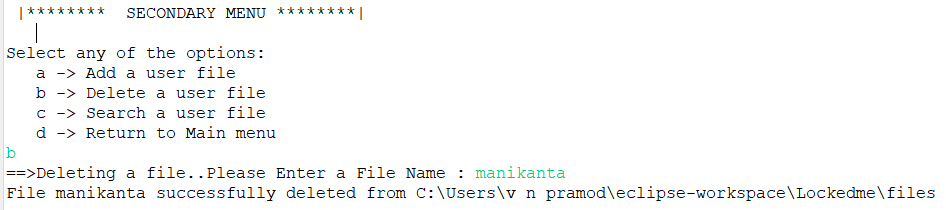 |******** SECONDARY MENU ********|
Select any of the options:
a -> Add a user file
b -> Delete a user file
c -> Search a user file
d -> Return to Main menu
b
==>Deleting a file..Please Enter a File Name : manikanta
File manikanta successfully deleted from C:\Users\v n pramod\eclipse-workspace\Lockedme\files